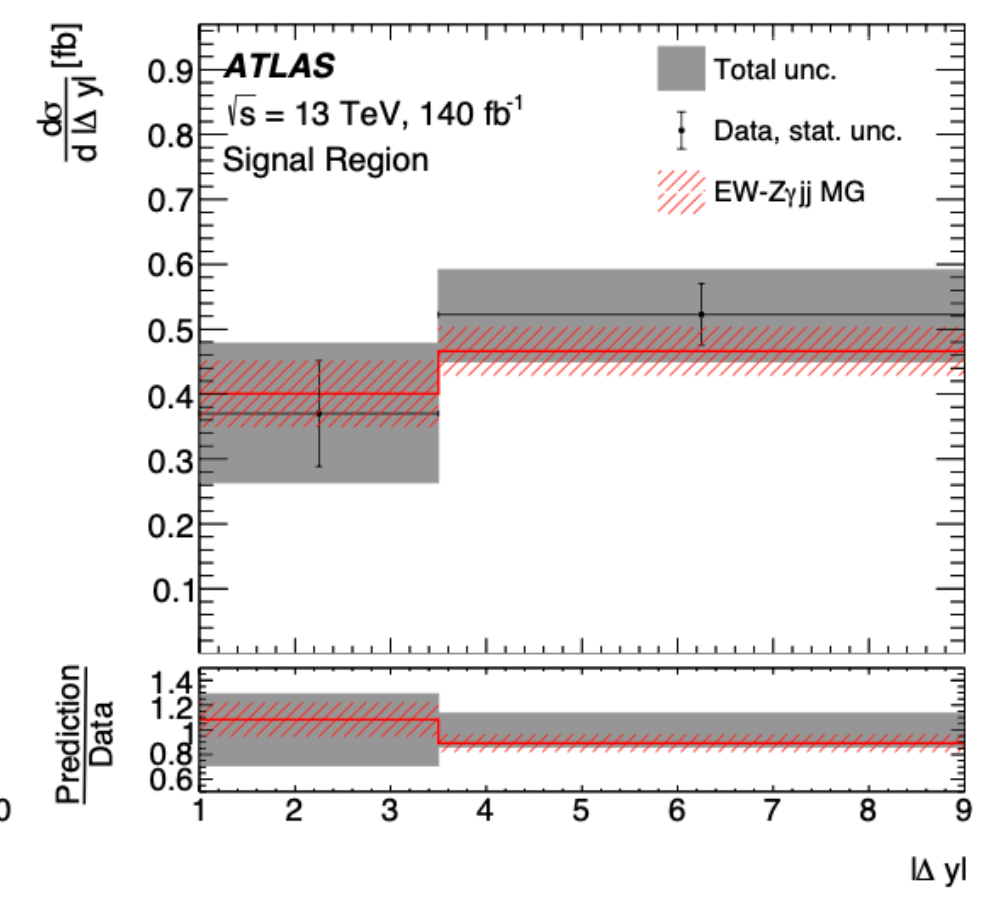 dσ
d |Δ y| [fb]
ATLAS
√s = 13 TeV, 140 fb⁻¹
Signal Region
Total unc.
Data, stat. unc.
EW-Zγjj MG
0.9
0.8
0.7
0.6
0.5
0.4
0.3
0.2
0.1
Prediction
Data
1.4
1.2
1
0.8
0.6
0
1 2 3 4 5 6 7 8 9
|Δ y|